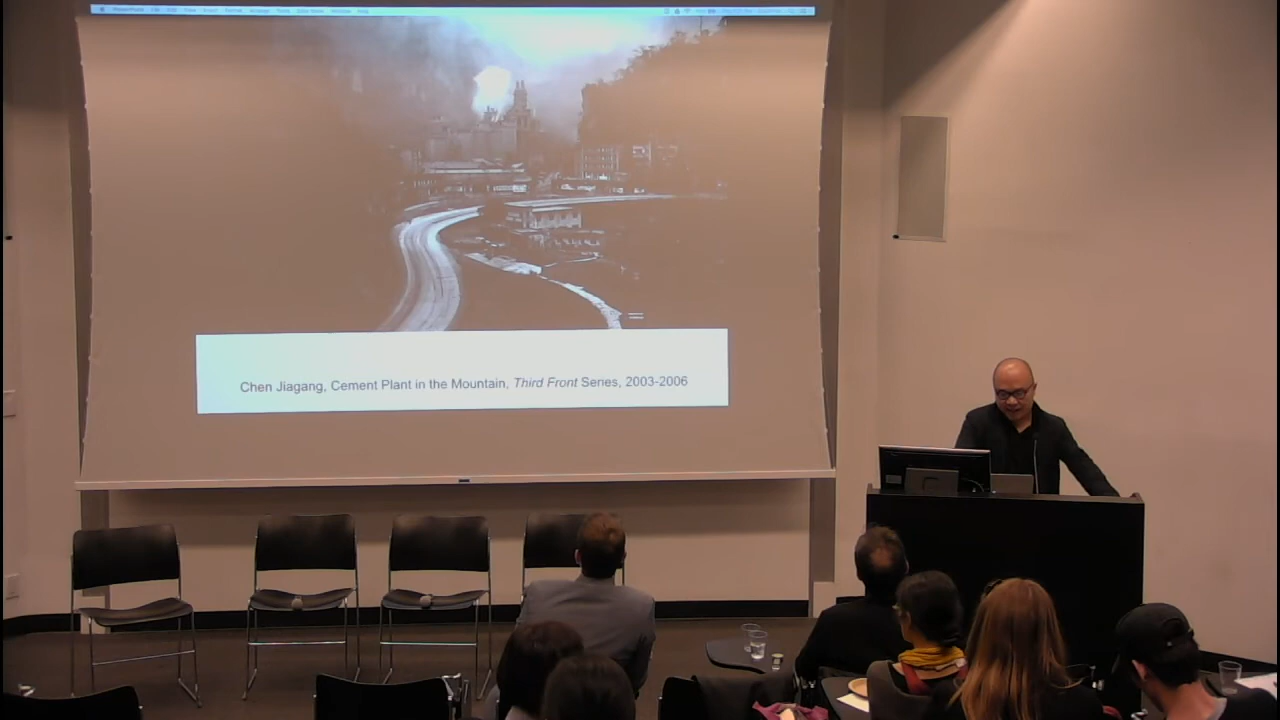 Chen Jiagang, Cement Plant in the Mountain, Third Front Series, 2003-2006